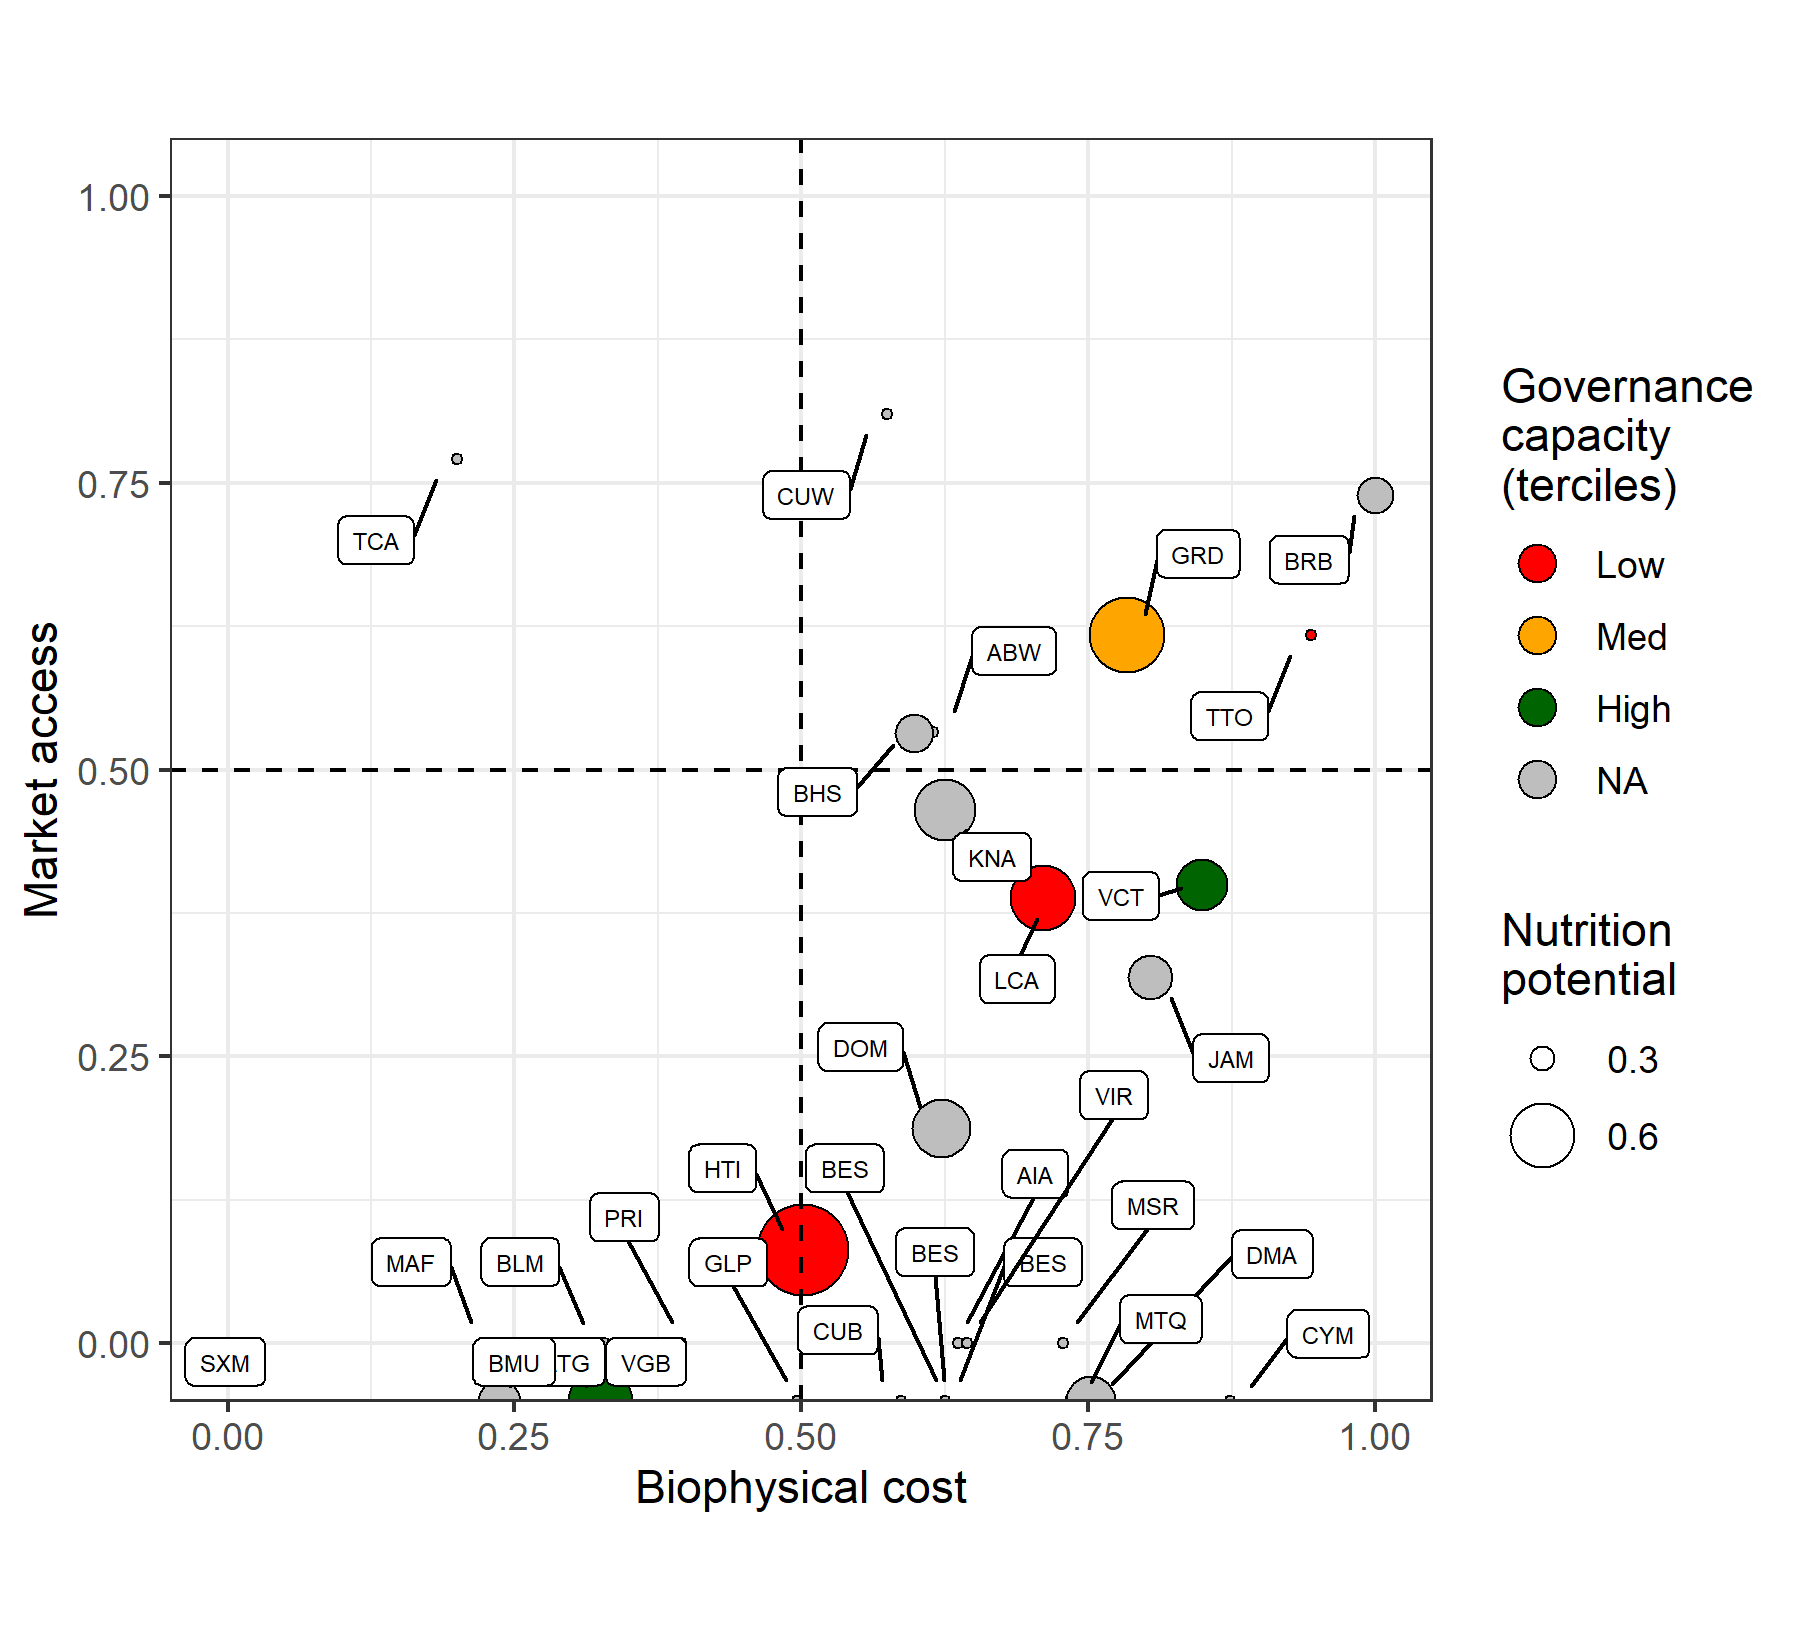 1.00
0.75
0.50
0.25
0.00
Market access
TCA
CUW
GRD
BRB
ABW
TTO
BHS
KNA
VCT
LCA
DOM
JAM
VIR
HTI
BES
AIA
MSR
PRI
MAF
BLM
GLP
BES
BES
DMA
CUB
MTQ
CYM
SXM
BMU
TG
VGB
0.00
0.25
0.50
0.75
1.00
Biophysical cost
Governance
capacity
(terciles)
Low
Med
High
NA
Nutrition
potential
0.3
0.6